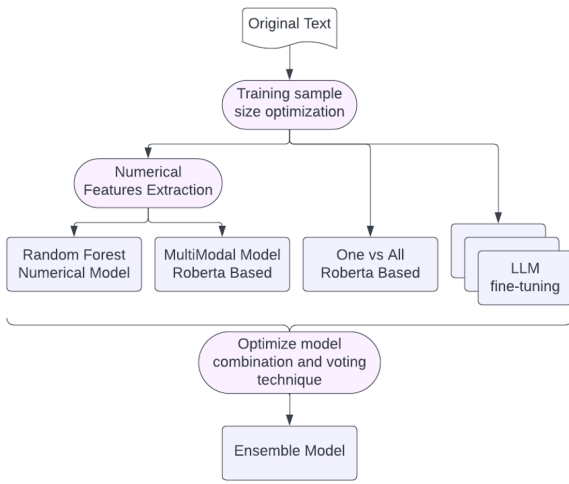 Original Text
Training sample
size optimization
Numerical
Features Extraction
Random Forest
Numerical Model
MultiModal Model
Roberta Based
One vs All
Roberta Based
LLM
fine-tuning
Optimize model
combination and voting
technique
Ensemble Model